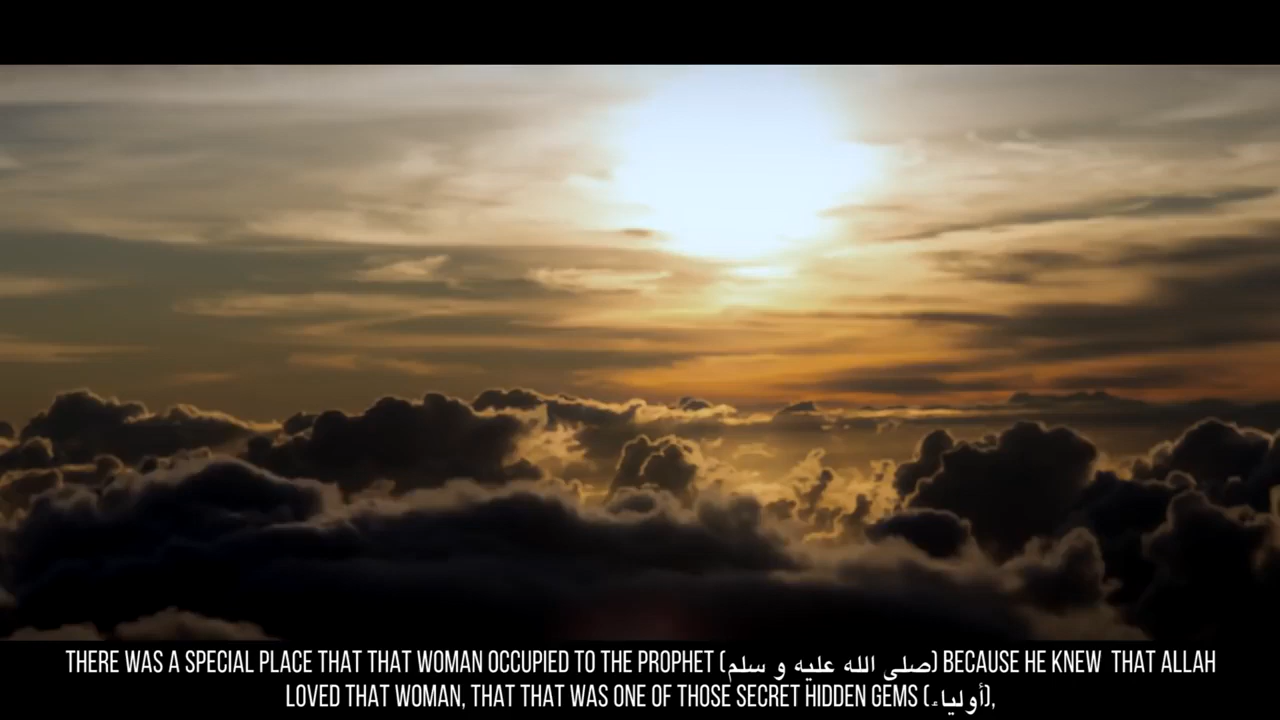 THERE WAS A SPECIAL PLACE THAT THAT WOMAN OCCUPIED TO THE PROPHET (صلى الله عليه و سلم) BECAUSE HE KNEW THAT ALLAH
LOVED THAT WOMAN, THAT THAT WAS ONE OF THOSE SECRET HIDDEN GEMS (أولياء),